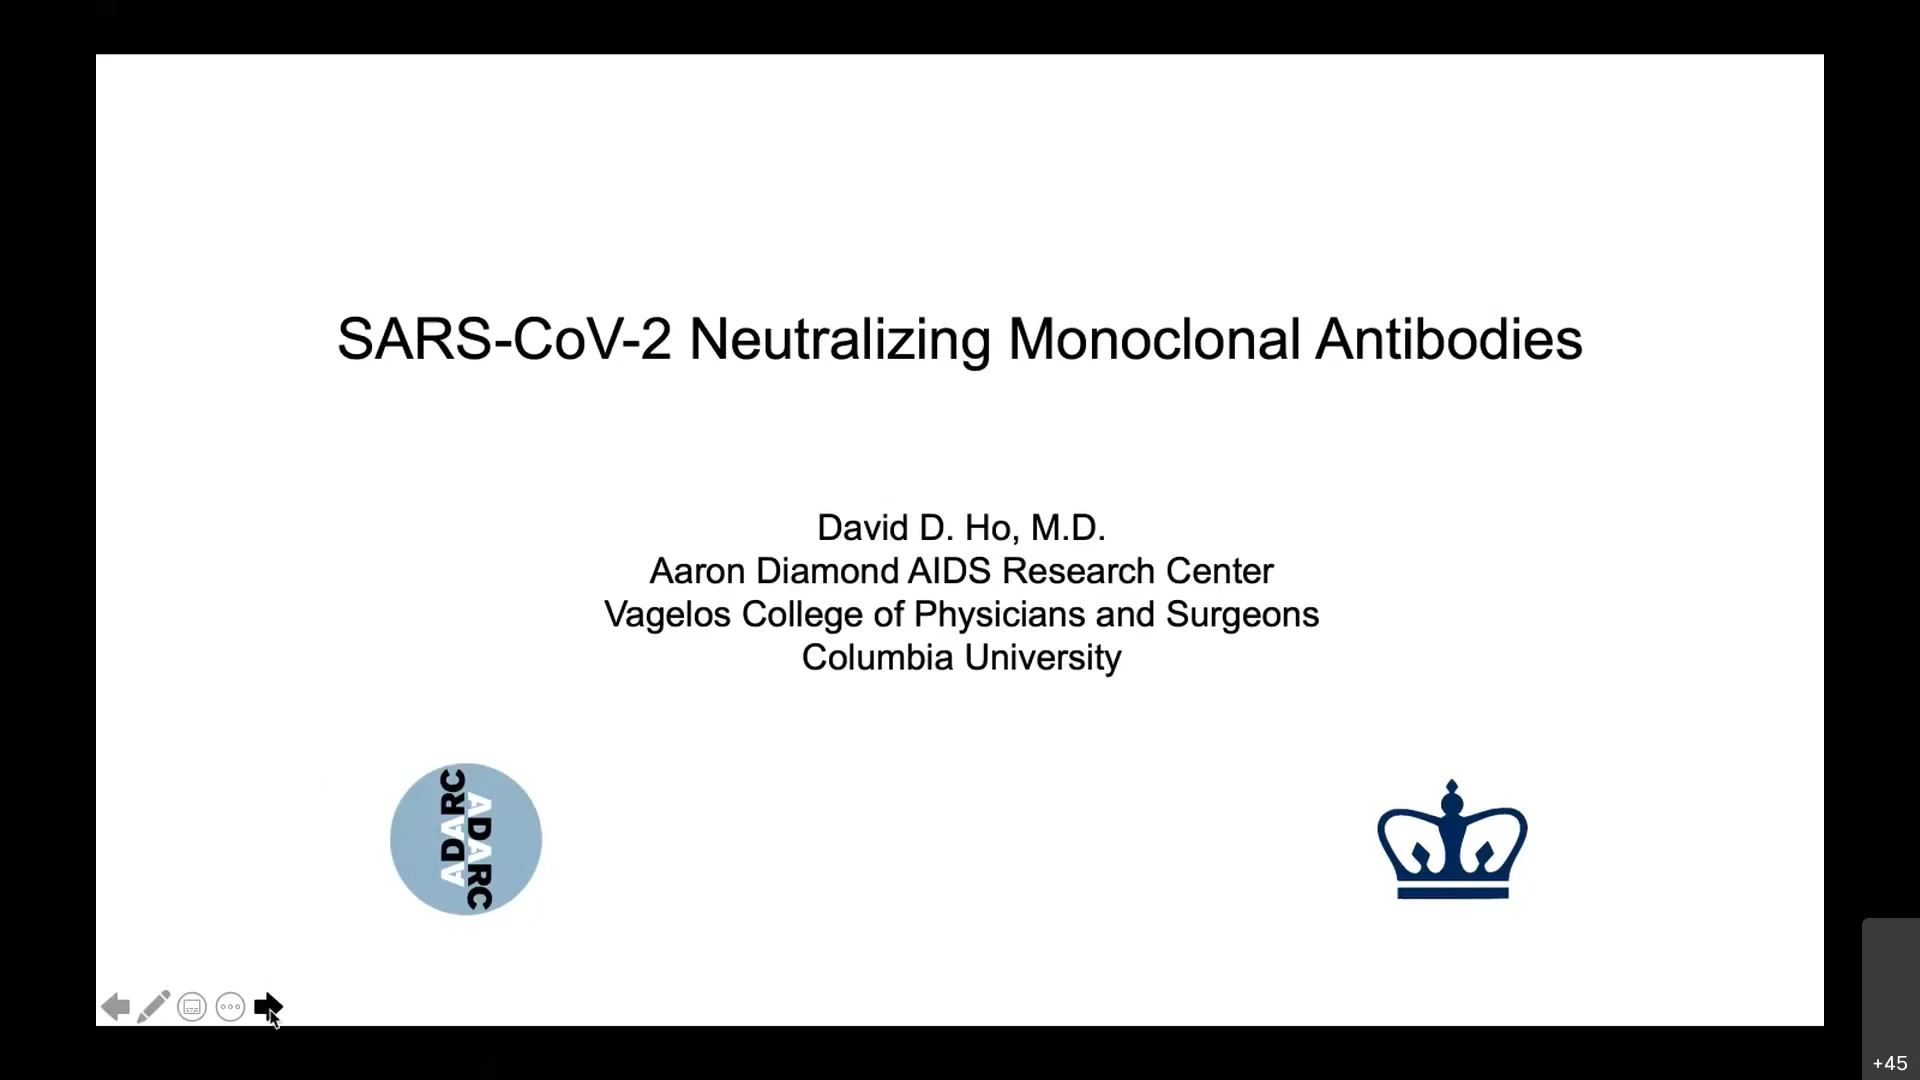 SARS-CoV-2 Neutralizing Monoclonal Antibodies
David D. Ho, M.D.
Aaron Diamond AIDS Research Center
Vagelos College of Physicians and Surgeons
Columbia University
ADARC
ADARC
+45